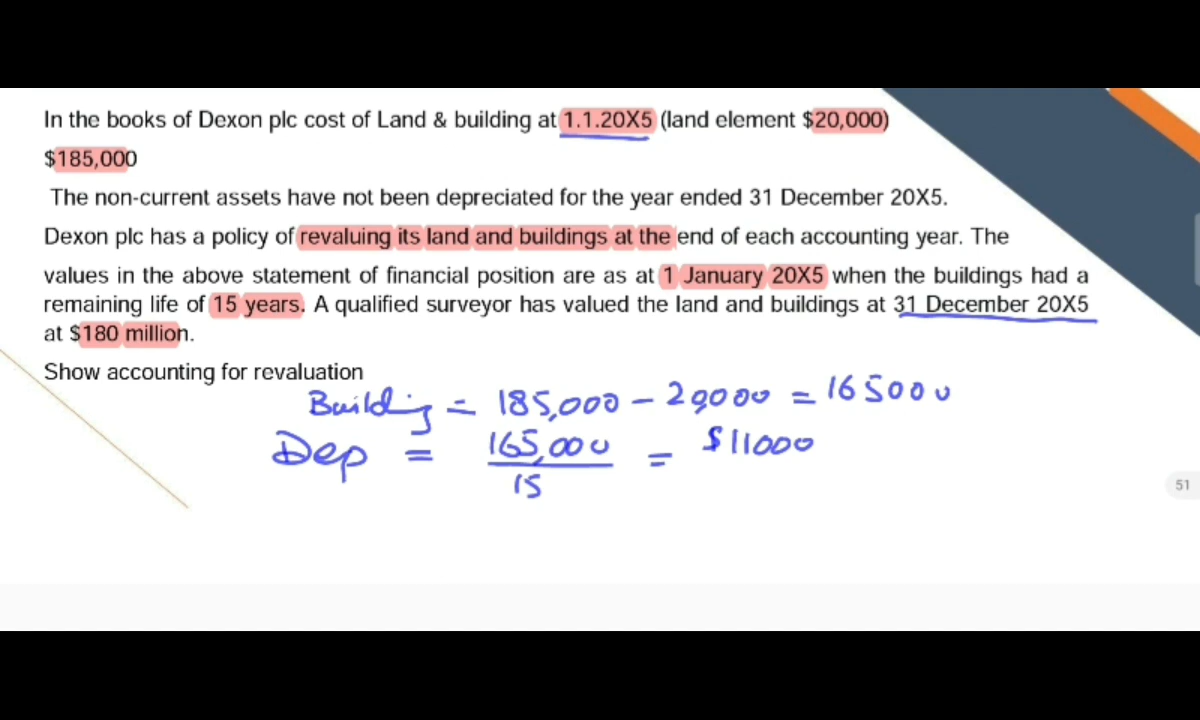 In the books of Dexon plc cost of Land & building at 1.1.20X5 (land element $20,000)
$185,000
The non-current assets have not been depreciated for the year ended 31 December 20X5.
Dexon plc has a policy of revaluing its land and buildings at the end of each accounting year. The
values in the above statement of financial position are as at 1 January 20X5 when the buildings had a
remaining life of 15 years. A qualified surveyor has valued the land and buildings at 31 December 20X5
at $180 million.
Show accounting for revaluation
Building = 185,000 - 20000 = 165000
Dep = 165,000 = $11000
15
51